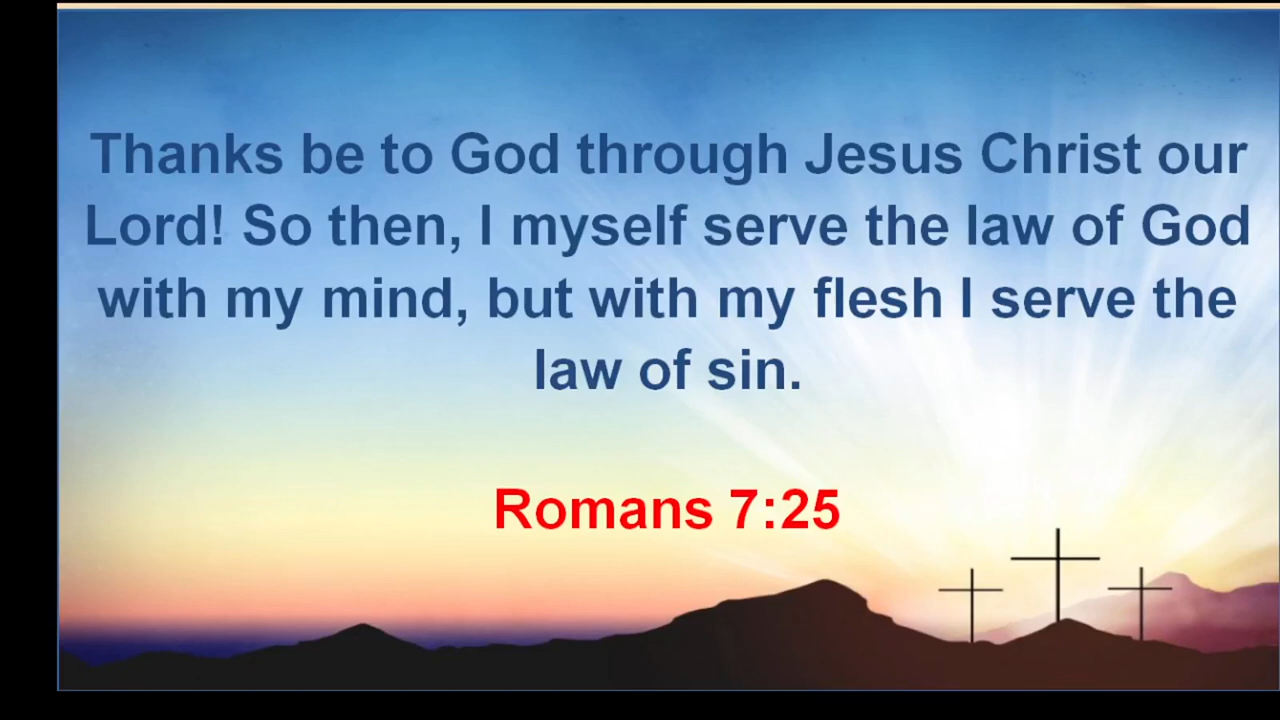 Thanks be to God through Jesus Christ our
Lord! So then, I myself serve the law of God
with my mind, but with my flesh I serve the
law of sin.
Romans 7:25